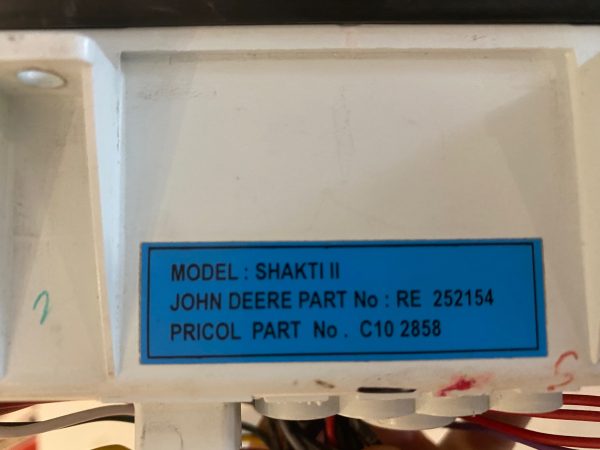 MODEL : SHAKTI II
JOHN DEERE PART No : RE 252154
PRICOL PART No . C10 2858